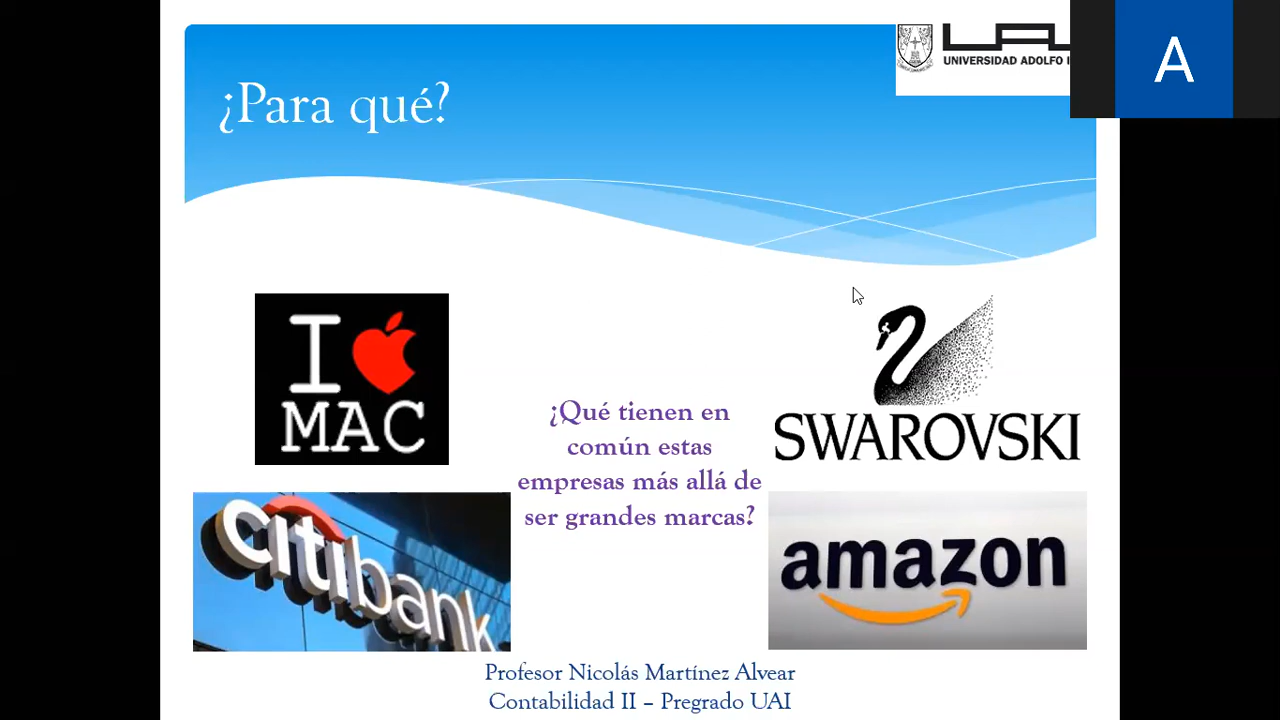 ¿Para qué?
UNIVERSIDAD ADOLFO I
A
I
MAC
SWAROVSKI
¿Qué tienen en
común estas
empresas más allá de
ser grandes marcas?
citibank
amazon
Profesor Nicolás Martínez Alvear
Contabilidad II – Pregrado UAI